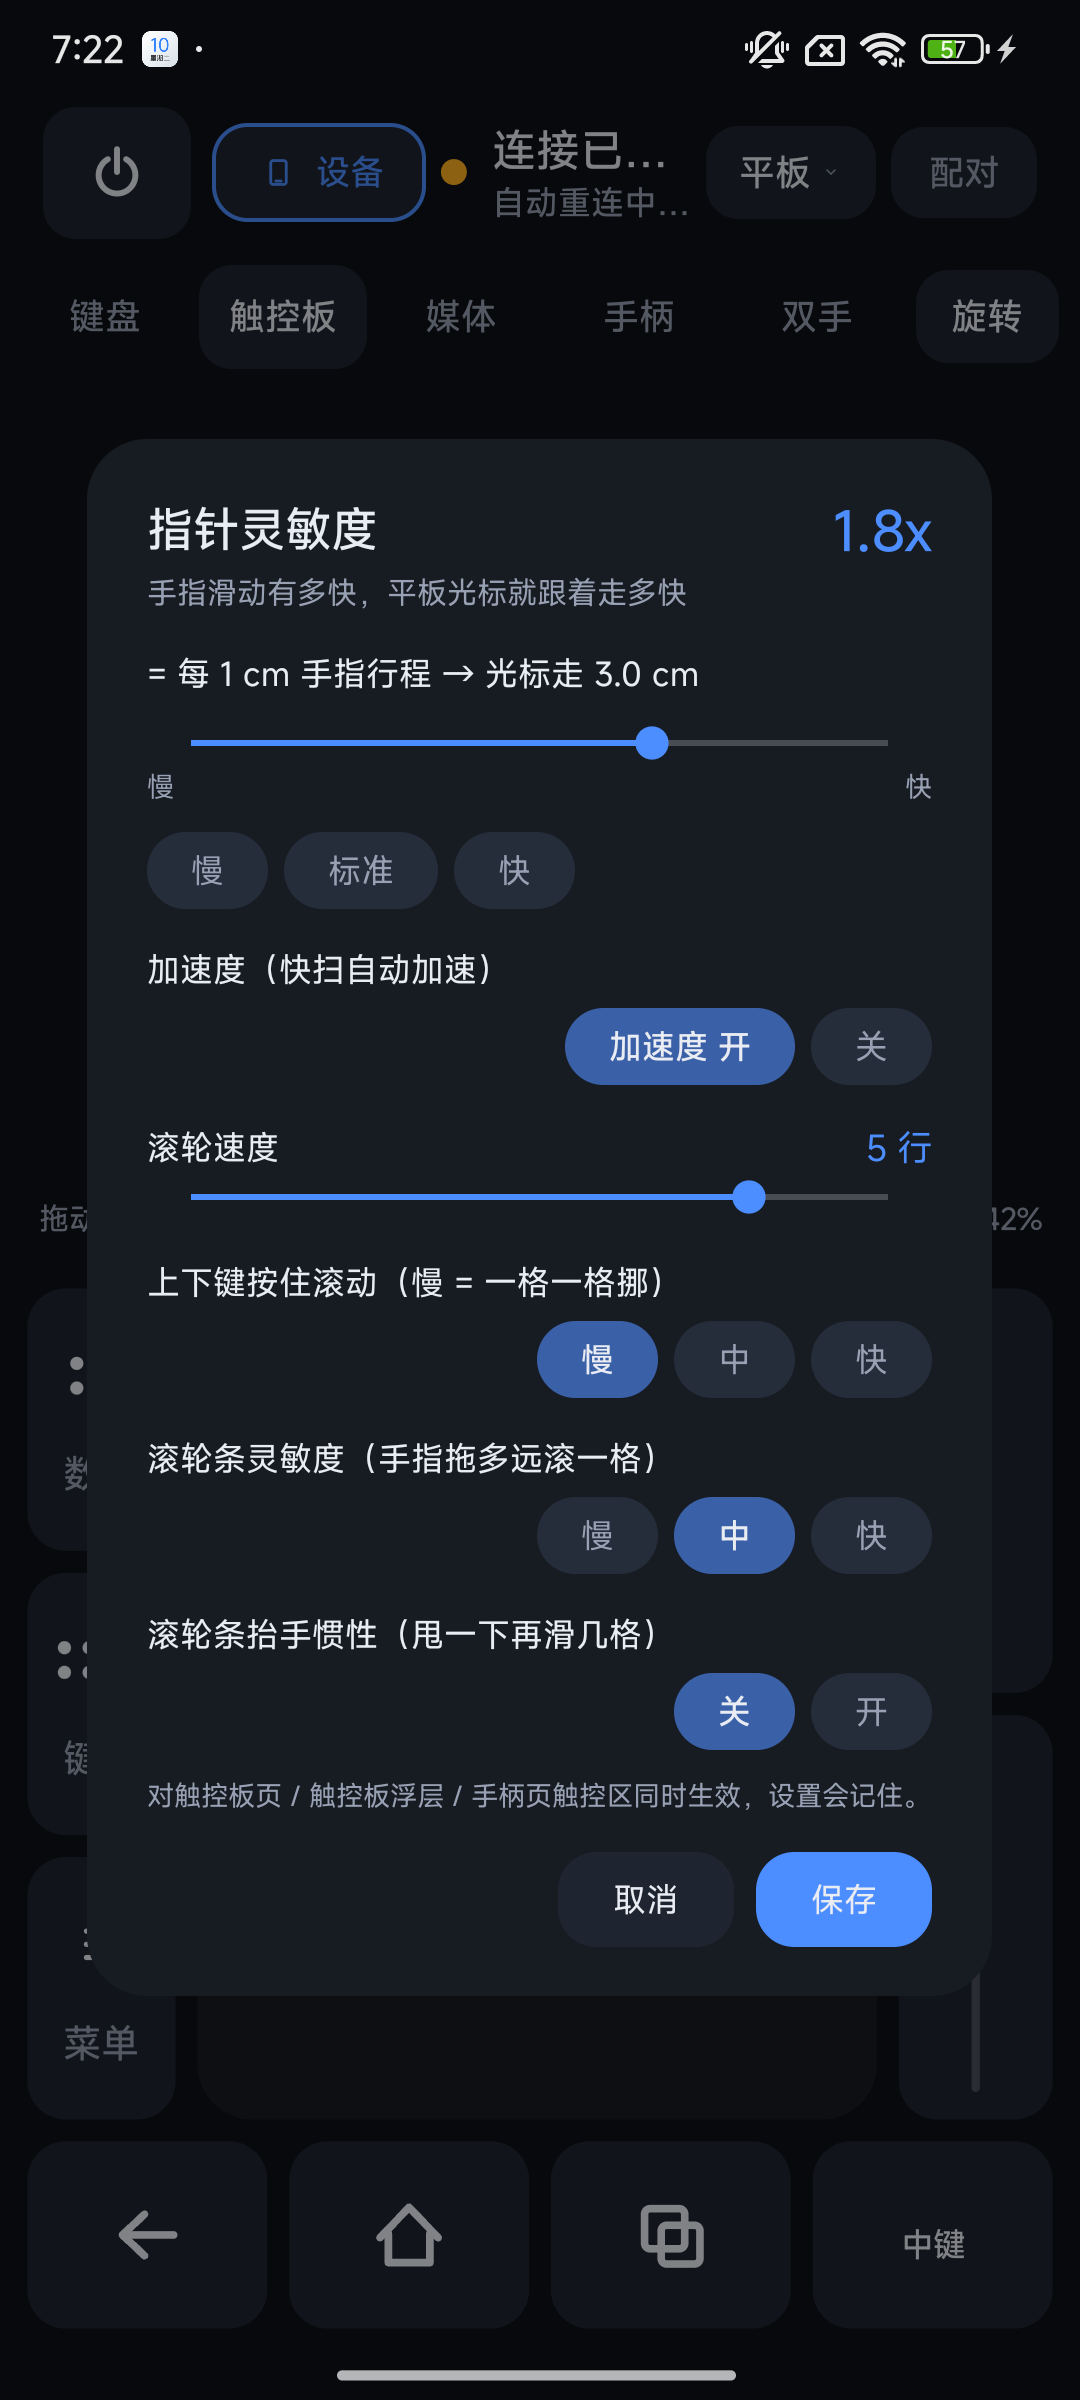 7:22
10
57
设备
连接已...
自动重连中...
平板
配对
键盘
触控板
媒体
手柄
双手
旋转
指针灵敏度
1.8x
手指滑动有多快，平板光标就跟着走多快
= 每 1 cm 手指行程 → 光标走 3.0 cm
慢
快
慢
标准
快
加速度（快扫自动加速）
加速度 开
关
滚轮速度
5 行
拖动
42%
上下键按住滚动（慢 = 一格一格挪）
慢
中
快
滚轮条灵敏度（手指拖多远滚一格）
慢
中
快
数
滚轮条抬手惯性（甩一下再滑几格）
关
开
键
对触控板页 / 触控板浮层 / 手柄页触控区同时生效，设置会记住。
取消
保存
菜单
中键